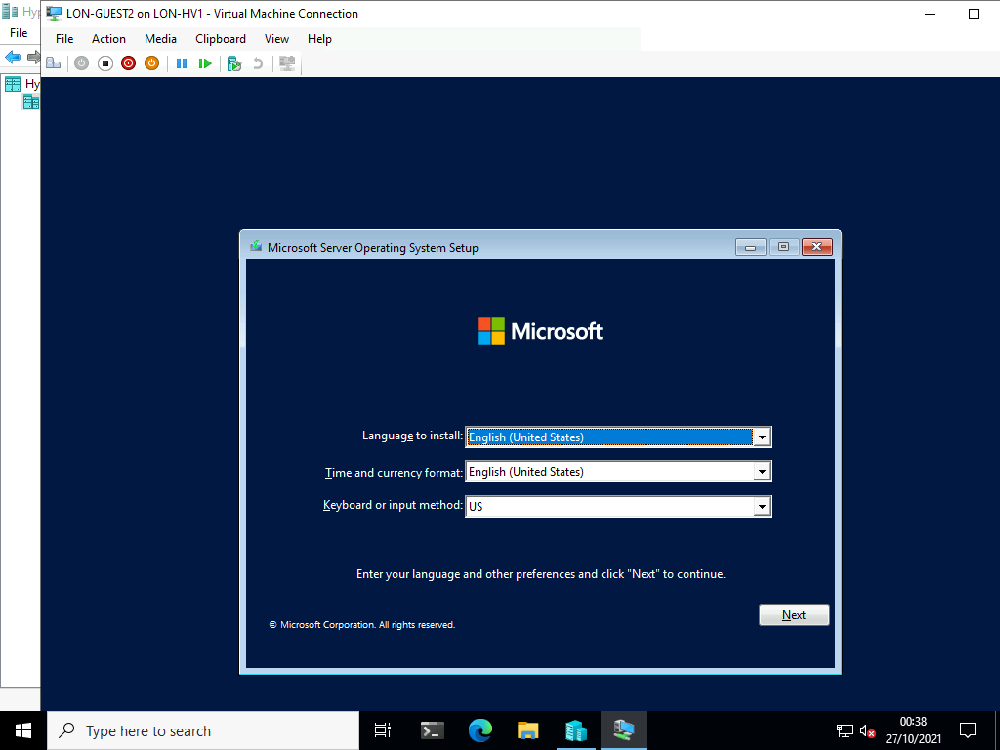 Hyp
LON-GUEST2 on LON-HV1 - Virtual Machine Connection
File
File Action Media Clipboard View Help
Hy
Microsoft Server Operating System Setup
Microsoft
Language to install: English (United States)
Time and currency format: English (United States)
Keyboard or input method: US
Enter your language and other preferences and click "Next" to continue.
Next
© Microsoft Corporation. All rights reserved.
Type here to search
00:38
27/10/2021